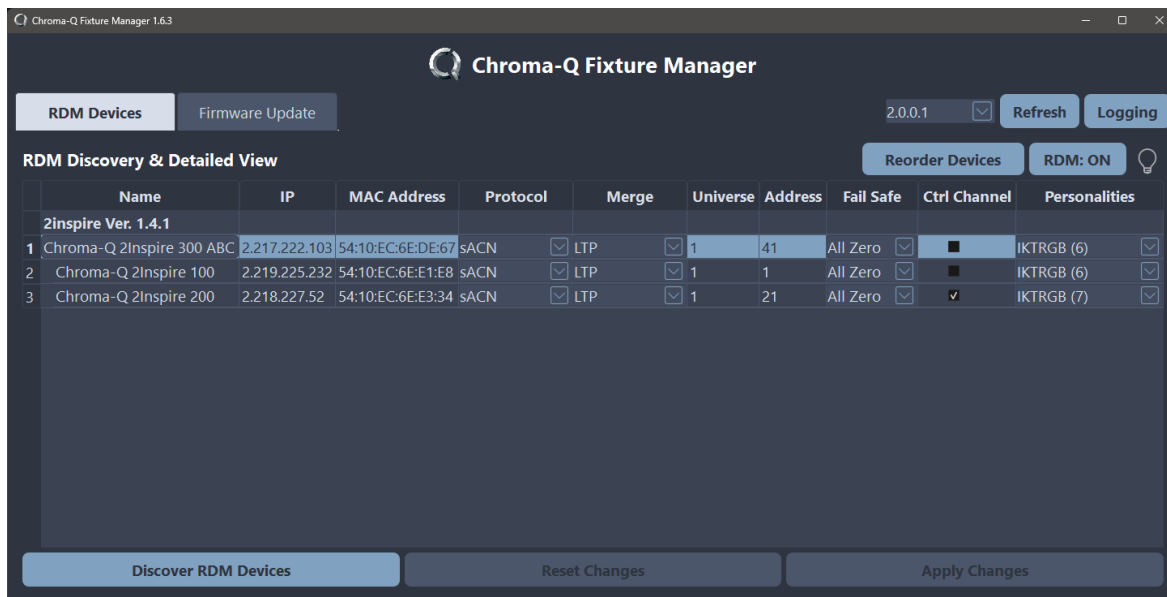 Chroma-Q Fixture Manager 1.6.3
Chroma-Q Fixture Manager
RDM Devices Firmware Update 2.0.0.1 Refresh Logging
RDM Discovery & Detailed View Reorder Devices RDM: ON
Name IP MAC Address Protocol Merge Universe Address Fail Safe Ctrl Channel Personalities
2inspire Ver. 1.4.1
1 Chroma-Q 2Inspire 300 ABC 2.217.222.103 54:10:EC:6E:DE:67 sACN LTP 1 41 All Zero IKTRGB (6)
2 Chroma-Q 2Inspire 100 2.219.225.232 54:10:EC:6E:E1:E8 sACN LTP 1 1 All Zero IKTRGB (6)
3 Chroma-Q 2Inspire 200 2.218.227.52 54:10:EC:6E:E3:34 sACN LTP 1 21 All Zero IKTRGB (7)
Discover RDM Devices Reset Changes Apply Changes